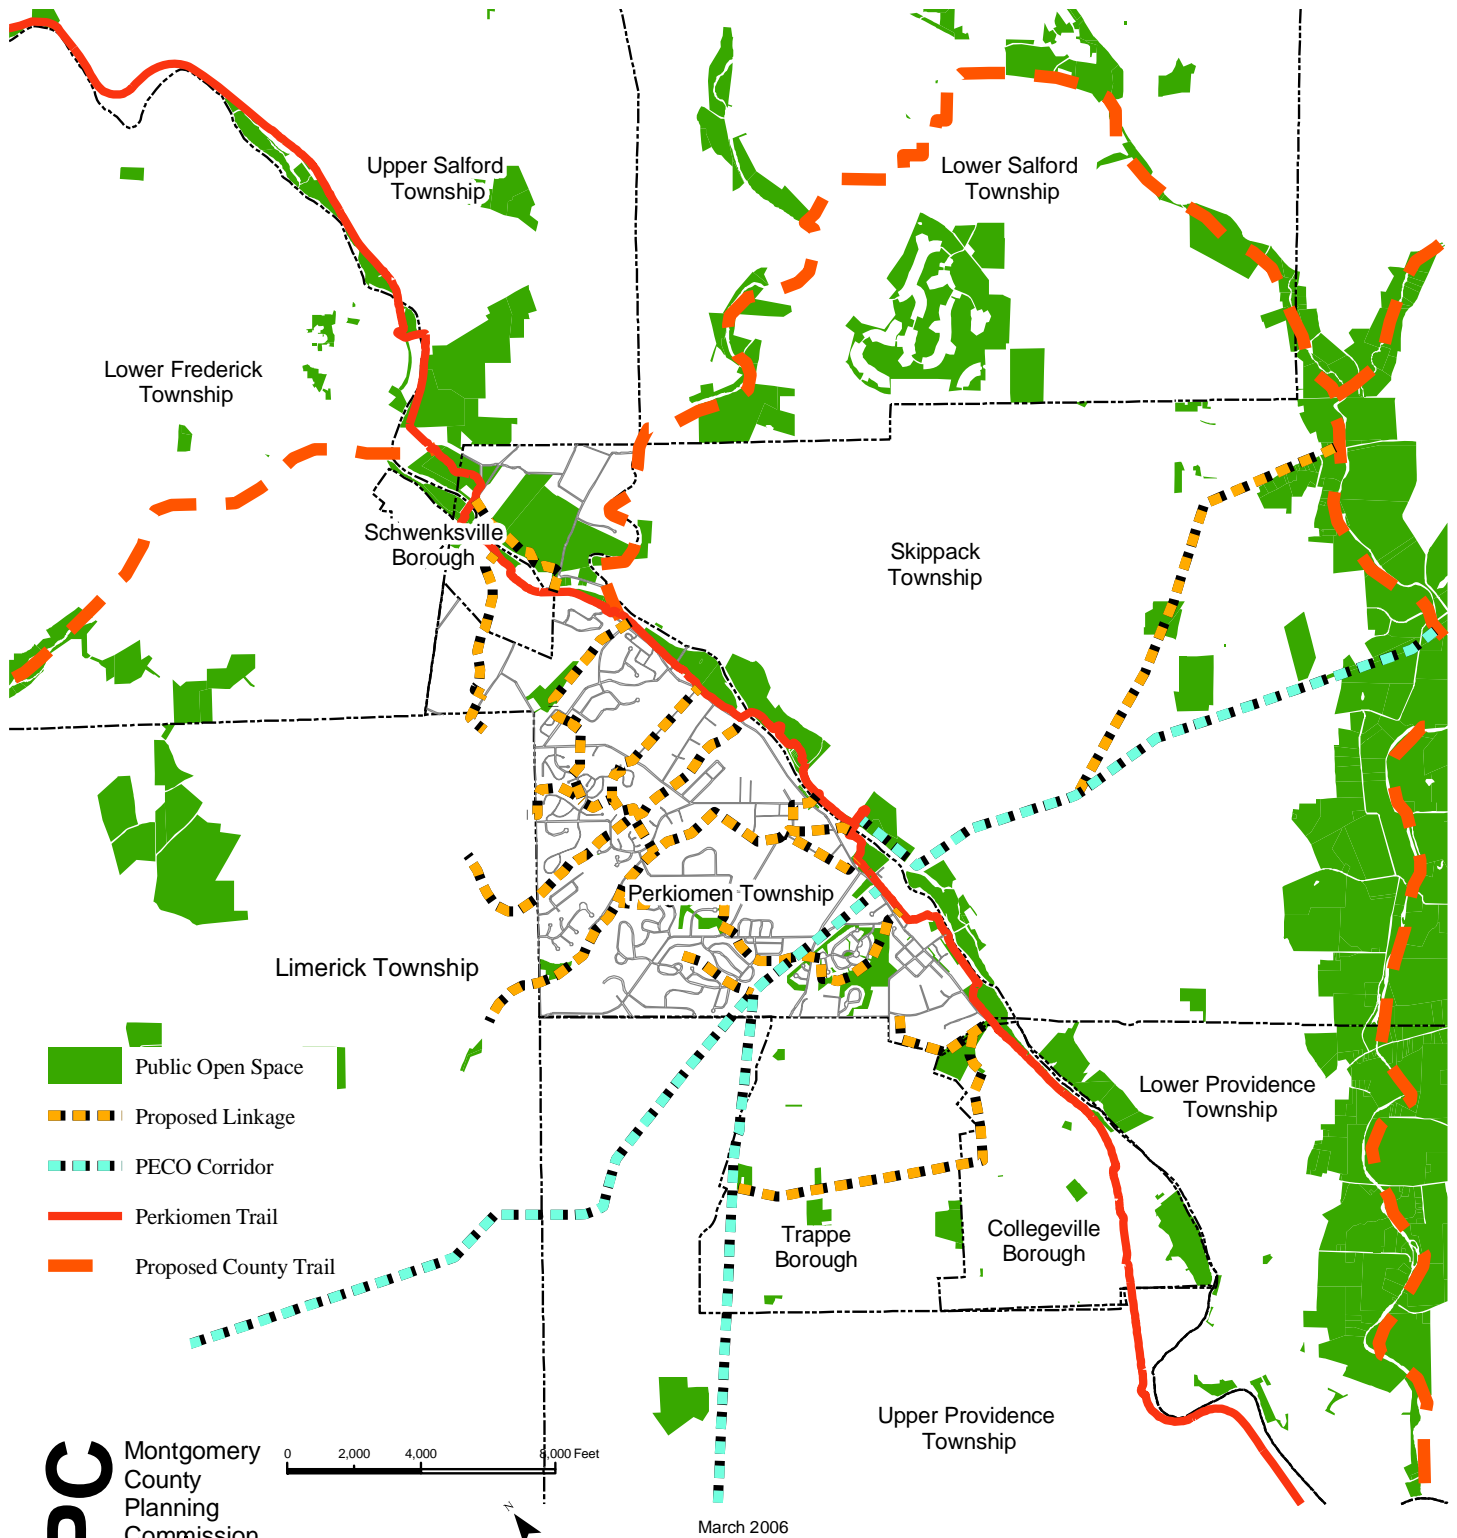 Upper Salford
Township
Lower Salford
Township
Lower Frederick
Township
Schwenksville
Borough
Skippack
Township
Perkiomen Township
Limerick Township
Public Open Space
Proposed Linkage
PECO Corridor
Perkiomen Trail
Proposed County Trail
Lower Providence
Township
Trappe
Borough
Collegeville
Borough
Upper Providence
Township
PC
Montgomery
County
Planning
Commission
0 2,000 4,000 8,000 Feet
N
March 2006